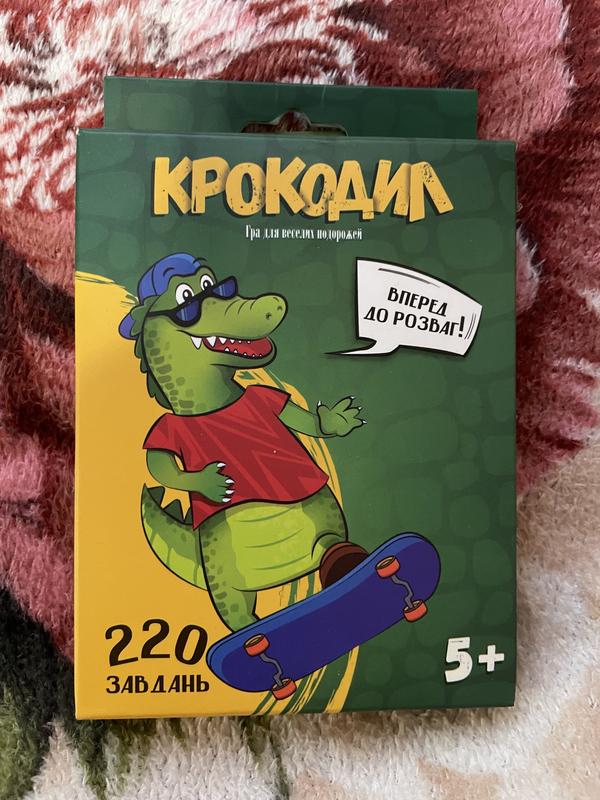 КРОКОДИЛ
Гра для веселих подорожей
ВПЕРЕД
ДО РОЗВАГ!
220
ЗАВДАНЬ
5+